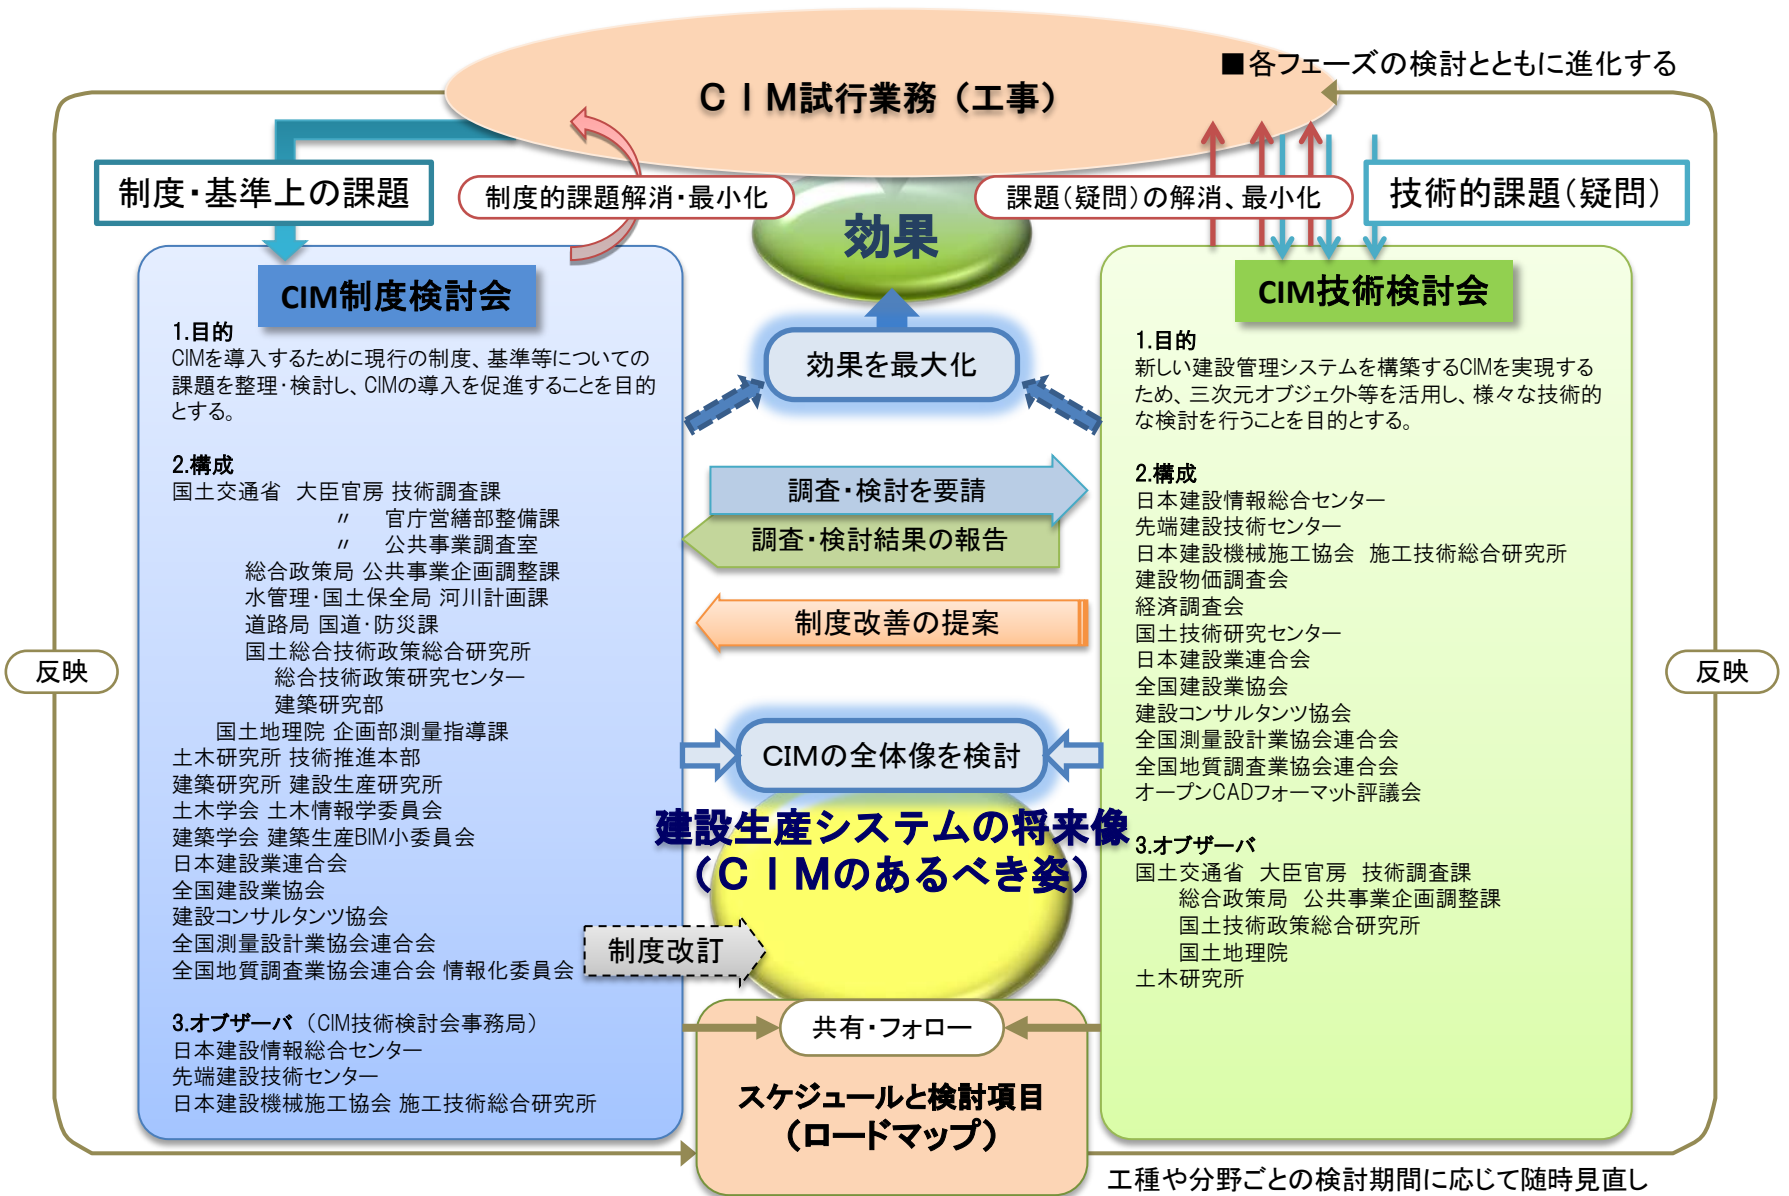 ■各フェーズの検討とともに進化する
ＣＩＭ試行業務（工事）
制度・基準上の課題
制度的課題解消・最小化
課題（疑問）の解消、最小化
技術的課題（疑問）
効果
CIM制度検討会
1.目的
CIMを導入するために現行の制度、基準等についての
課題を整理・検討し、CIMの導入を促進することを目的
とする。
2.構成
国土交通省　大臣官房 技術調査課
〃　官庁営繕部整備課
〃　公共事業調査室
総合政策局 公共事業企画調整課
水管理・国土保全局 河川計画課
道路局 国道・防災課
国土総合技術政策総合研究所
総合技術政策研究センター
建築研究部
国土地理院 企画部測量指導課
土木研究所 技術推進本部
建築研究所 建設生産研究所
土木学会 土木情報学委員会
建築学会 建築生産BIM小委員会
日本建設業連合会
全国建設業協会
建設コンサルタンツ協会
全国測量設計業協会連合会
全国地質調査業協会連合会 情報化委員会
3.オブザーバ （CIM技術検討会事務局）
日本建設情報総合センター
先端建設技術センター
日本建設機械施工協会 施工技術総合研究所
効果を最大化
調査・検討を要請
調査・検討結果の報告
制度改善の提案
CIMの全体像を検討
建設生産システムの将来像
（ＣＩＭのあるべき姿）
制度改訂
共有・フォロー
スケジュールと検討項目
（ロードマップ）
CIM技術検討会
1.目的
新しい建設管理システムを構築するCIMを実現する
ため、三次元オブジェクト等を活用し、様々な技術的
な検討を行うことを目的とする。
2.構成
日本建設情報総合センター
先端建設技術センター
日本建設機械施工協会　施工技術総合研究所
建設物価調査会
経済調査会
国土技術研究センター
日本建設業連合会
全国建設業協会
建設コンサルタンツ協会
全国測量設計業協会連合会
全国地質調査業協会連合会
オープンCADフォーマット評議会
3.オブザーバ
国土交通省　大臣官房　技術調査課
総合政策局　公共事業企画調整課
国土技術政策総合研究所
国土地理院
土木研究所
反映
反映
工種や分野ごとの検討期間に応じて随時見直し